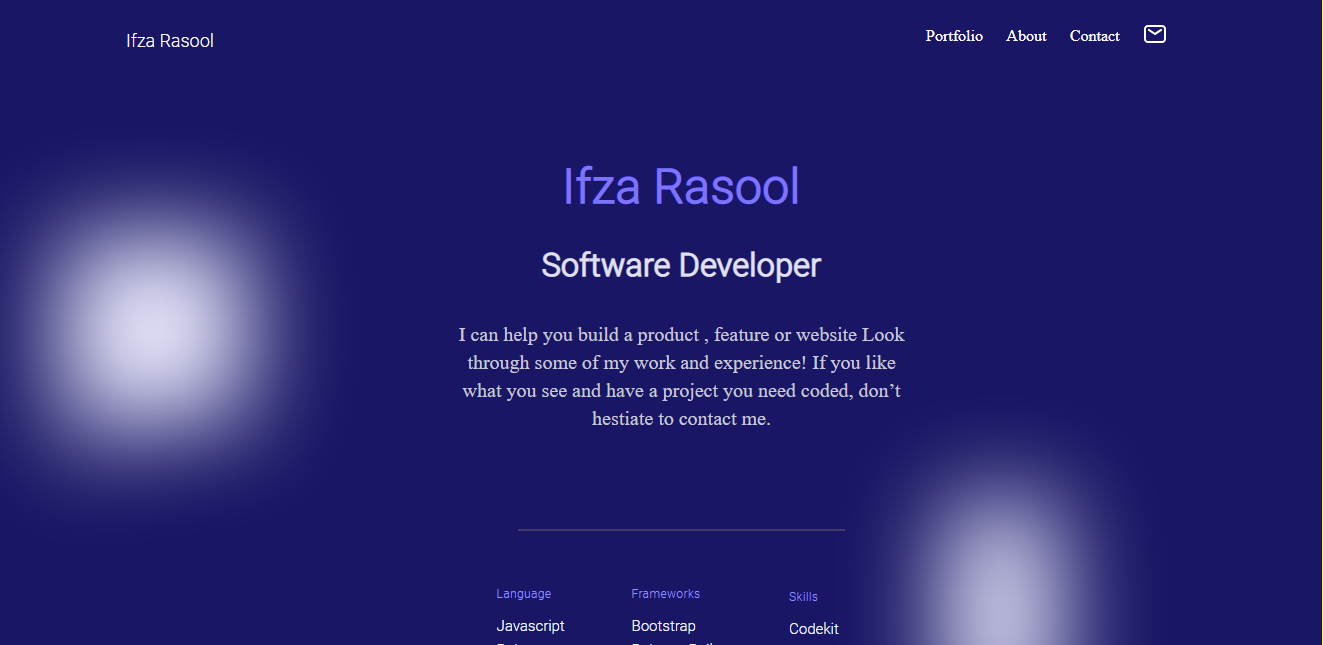 Ifza Rasool
Portfolio About Contact
Ifza Rasool
Software Developer
I can help you build a product , feature or website Look
through some of my work and experience! If you like
what you see and have a project you need coded, don’t
hestiate to contact me.
Language Frameworks Skills
Javascript Bootstrap Codekit